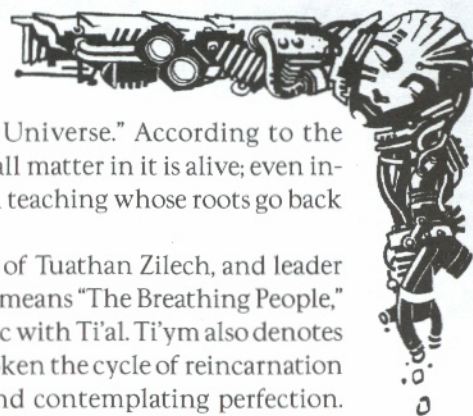 Universe.” According to the
all matter in it is alive; even in-
teaching whose roots go back
of Tuathan Zilech, and leader
means “The Breathing People,”
c with Ti'al. Ti'ym also denotes
oken the cycle of reincarnation
nd contemplating perfection.